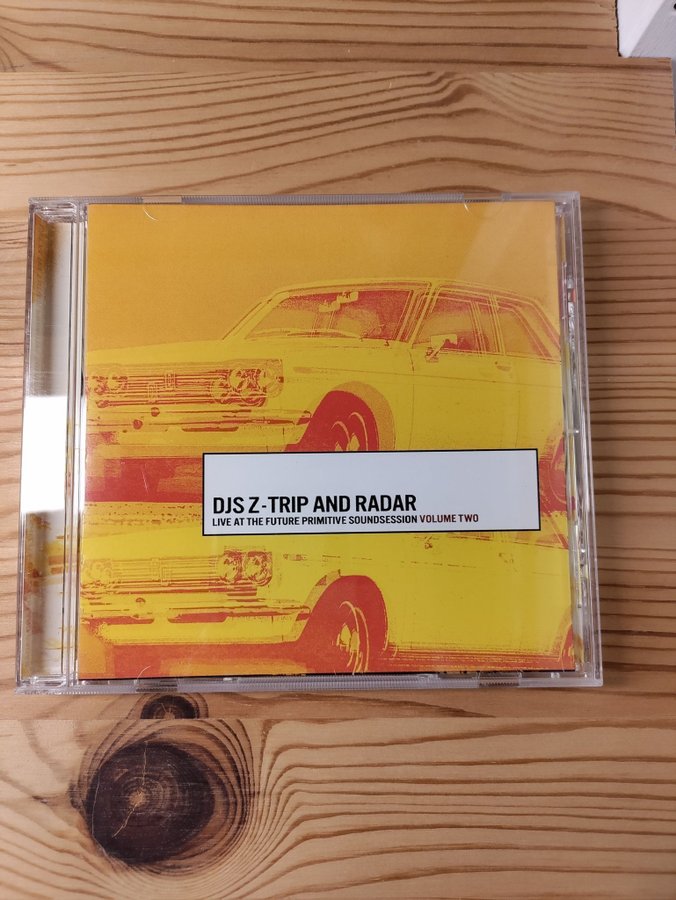 DJS Z-TRIP AND RADAR
LIVE AT THE FUTURE PRIMITIVE SOUNDSESSION VOLUME TWO